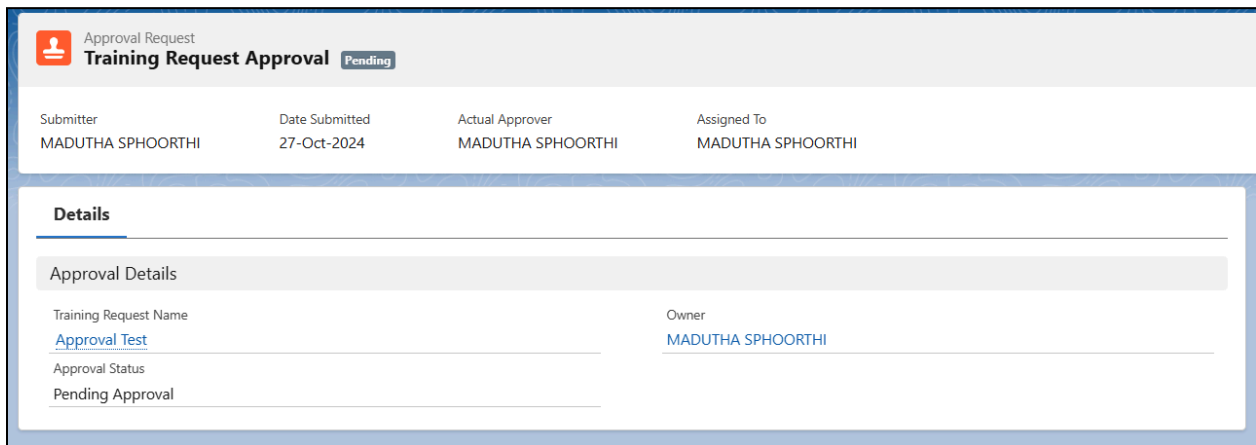 Approval Request
Training Request Approval Pending
Submitter Date Submitted Actual Approver Assigned To
MADUTHA SPHOORTHI 27-Oct-2024 MADUTHA SPHOORTHI MADUTHA SPHOORTHI
Details
Approval Details
Training Request Name Owner
Approval Test MADUTHA SPHOORTHI
Approval Status
Pending Approval